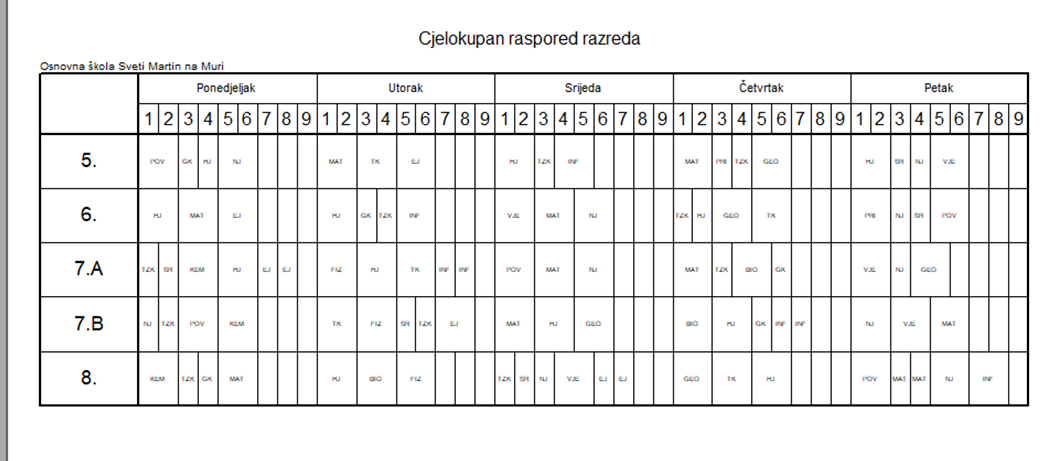 Cjelokupan raspored razreda
Osnovna škola Sveti Martin na Muri
Ponedjeljak Utorak Srijeda Četvrtak Petak
1 2 3 4 5 6 7 8 9 1 2 3 4 5 6 7 8 9 1 2 3 4 5 6 7 8 9 1 2 3 4 5 6 7 8 9 1 2 3 4 5 6 7 8 9
5. POV GK HJ NJ MAT TK EJ HJ TZK INF MAT PRI TZK GEO HJ SR NJ VJE
6. HJ MAT EJ HJ GK TZK INF VJE MAT NJ TZK HJ GEO TK PRI NJ SR POV
7.A TZK SR KEM HJ EJ EJ FIZ HJ TK INF INF POV MAT NJ MAT TZK BIO GK VJE NJ GEO
7.B NJ TZK POV KEM TK FIZ SR TZK EJ MAT HJ GEO BIO HJ GK INF INF NJ VJE MAT
8. KEM TZK GK MAT HJ BIO FIZ TZK SR NJ VJE EJ EJ GEO TK HJ POV MAT MAT NJ INF